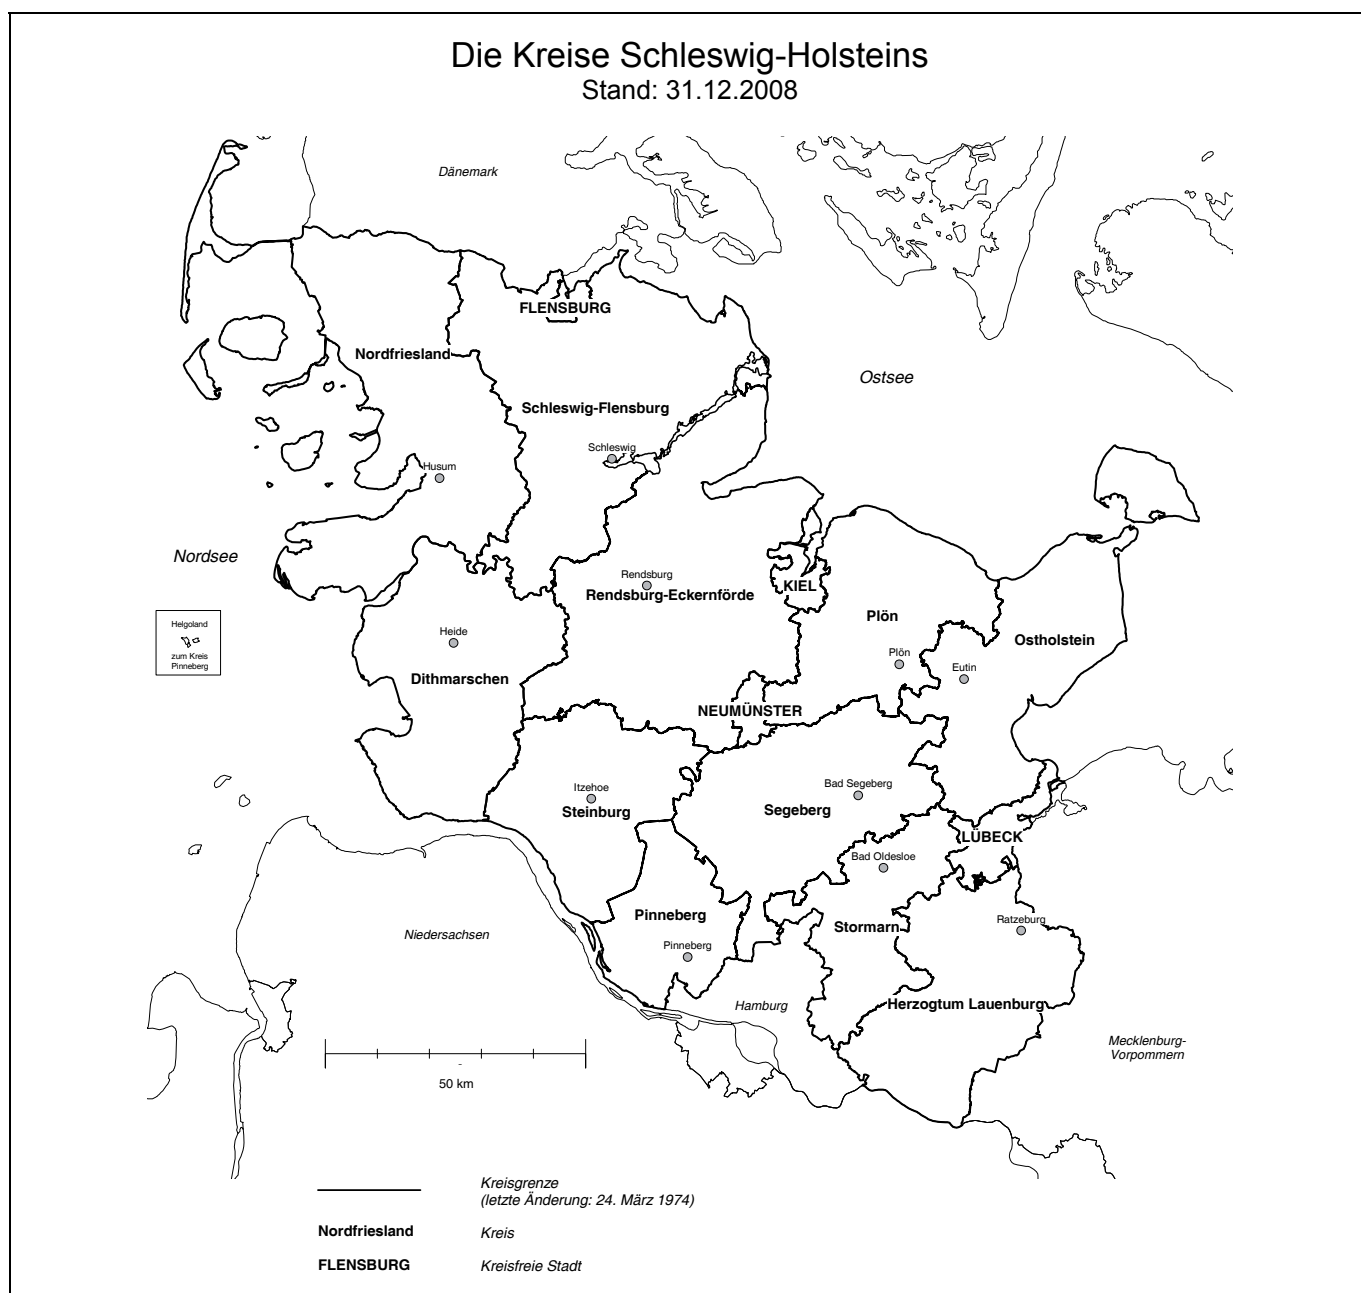 Die Kreise Schleswig-Holsteins
Stand: 31.12.2008
Dänemark
FLENSBURG
Nordfriesland
Ostsee
Schleswig-Flensburg
Schleswig
Husum
Nordsee
Rendsburg
Rendsburg-Eckernförde
KIEL
Plön
Helgoland
zum Kreis
Pinneberg
Heide
Ostholstein
Plön
Eutin
Dithmarschen
NEUMÜNSTER
Itzehoe
Steinburg
Bad Segeberg
Segeberg
LÜBECK
Bad Oldesloe
Pinneberg
Stormarn
Ratzeburg
Niedersachsen
Pinneberg
Hamburg
Herzogtum Lauenburg
Mecklenburg-
Vorpommern
50 km
Kreisgrenze
(letzte Änderung: 24. März 1974)
Nordfriesland Kreis
FLENSBURG Kreisfreie Stadt